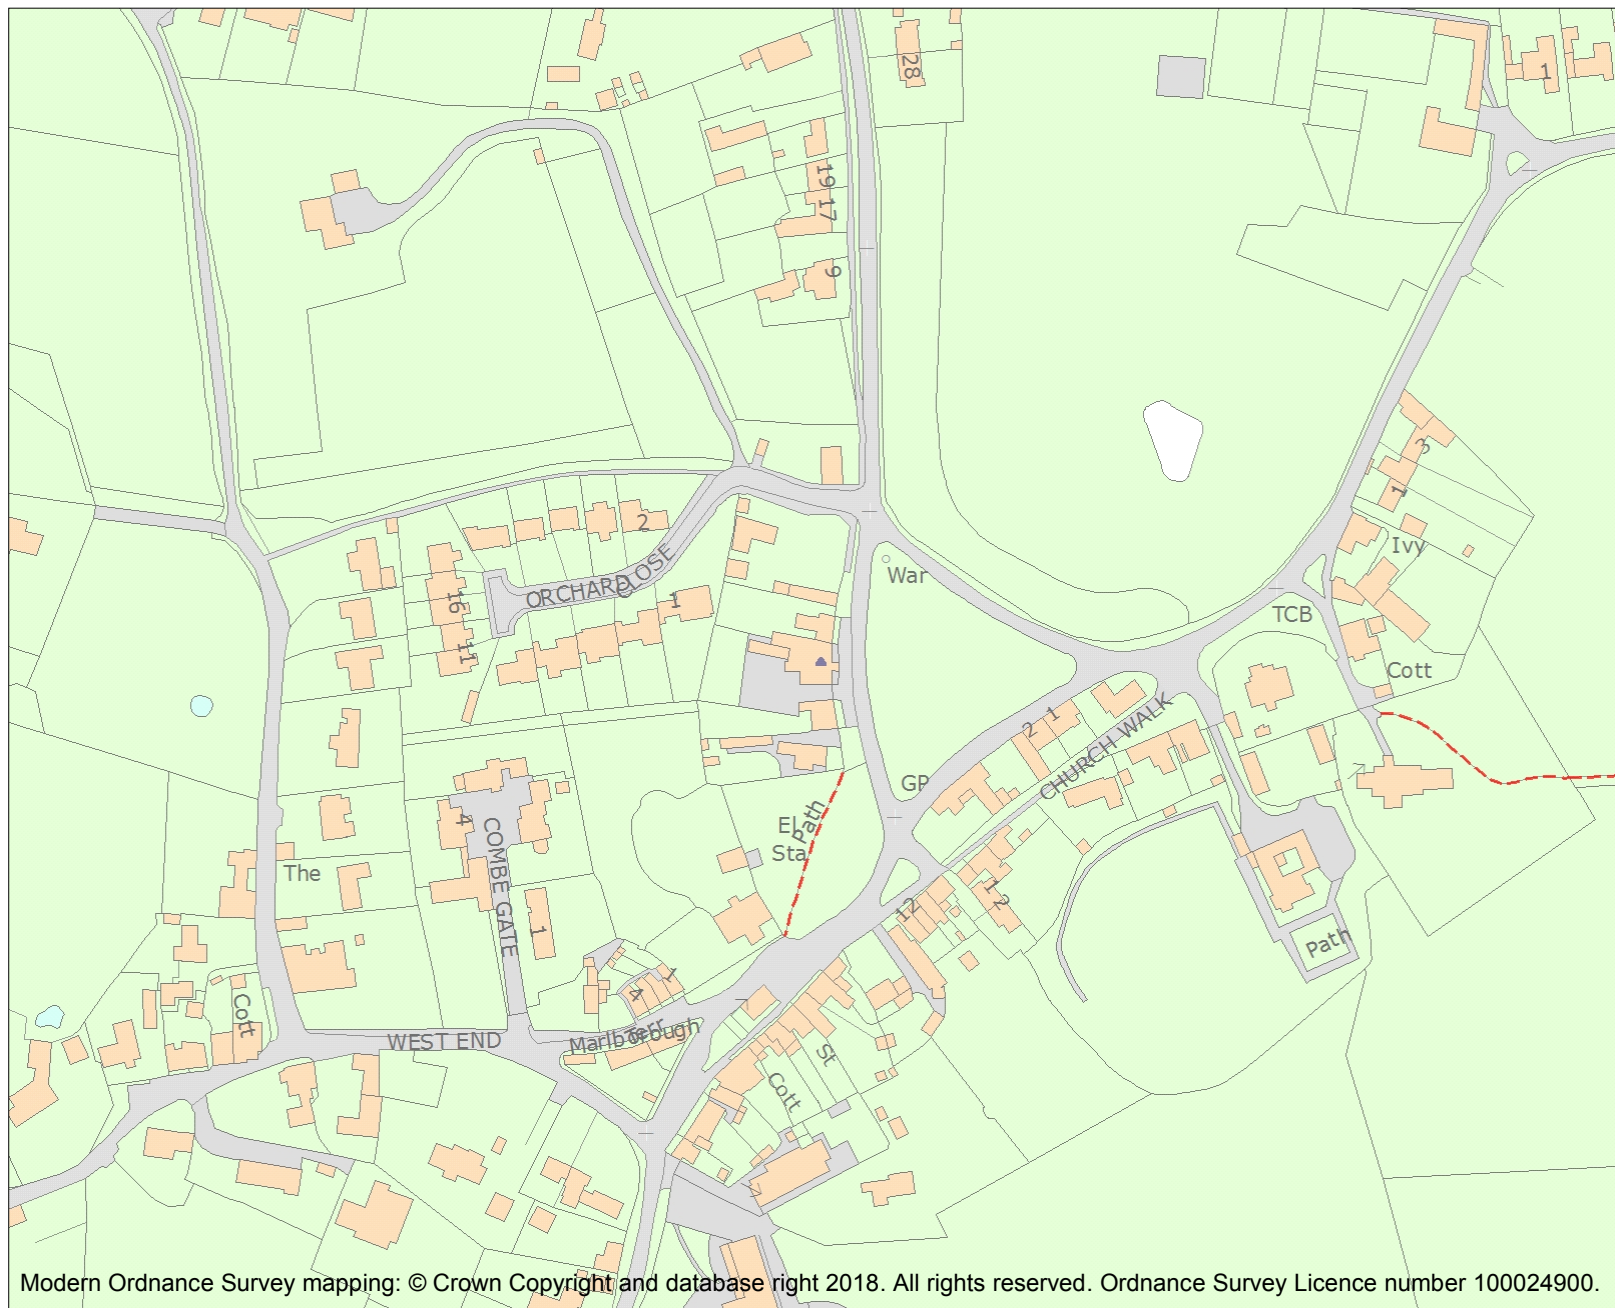 28
1
19
17
9
3
1
2
Ivy
ORCHARD
CLOSE
War
16
1
TCB
11
Cott
2
1
CHURCH WALK
GP
El
Sta
Path
4
COMBE GATE
The
12
1
2
1
Path
1
4
Cott
WEST END
Marlborough
Terr
St
Cott
Modern Ordnance Survey mapping: © Crown Copyright and database right 2018. All rights reserved. Ordnance Survey Licence number 100024900.